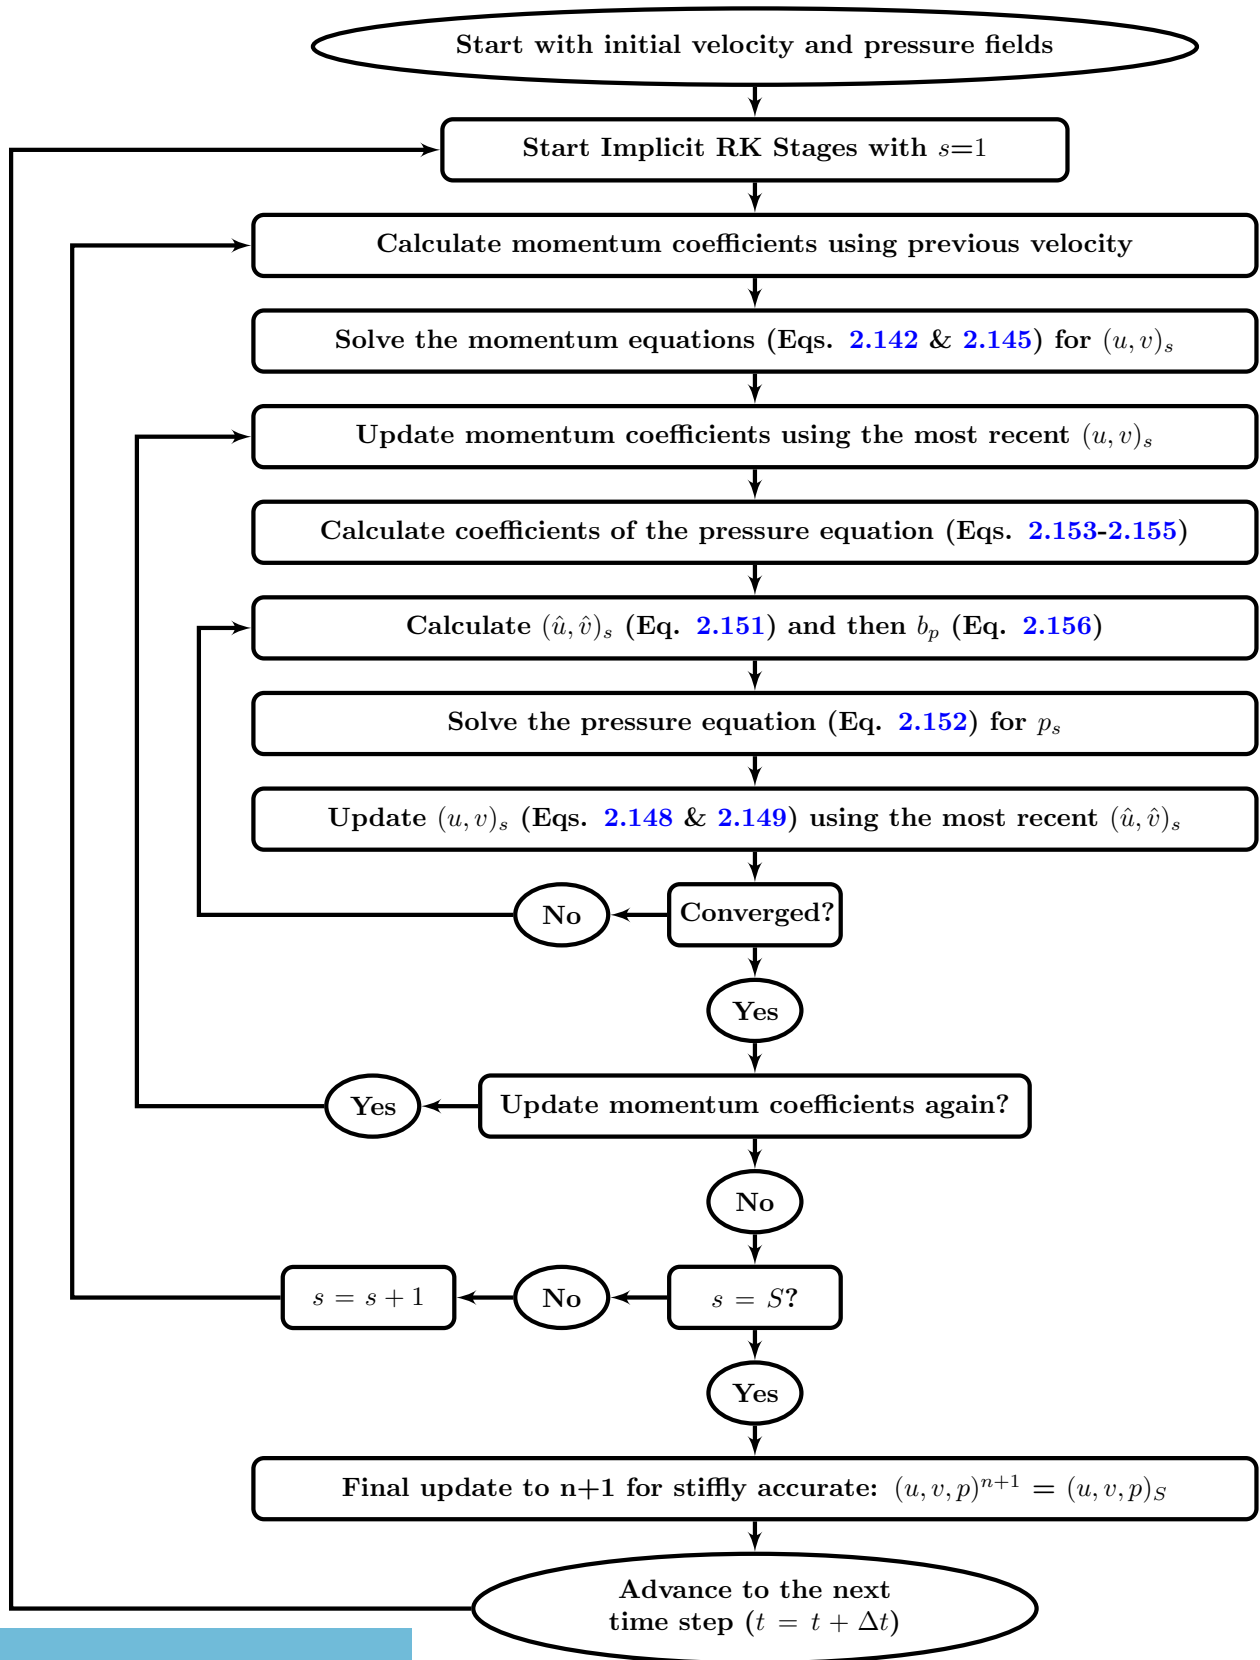 Start with initial velocity and pressure fields
Start Implicit RK Stages with s=1
Calculate momentum coefficients using previous velocity
Solve the momentum equations (Eqs. 2.142 & 2.145) for (u, v)_s
Update momentum coefficients using the most recent (u, v)_s
Calculate coefficients of the pressure equation (Eqs. 2.153-2.155)
Calculate (û, v̂)_s (Eq. 2.151) and then b_p (Eq. 2.156)
Solve the pressure equation (Eq. 2.152) for p_s
Update (u, v)_s (Eqs. 2.148 & 2.149) using the most recent (û, v̂)_s
No
Converged?
Yes
Yes
Update momentum coefficients again?
No
s = s + 1
No
s = S?
Yes
Final update to n+1 for stiffly accurate: (u, v, p)^{n+1} = (u, v, p)_S
Advance to the next
time step (t = t + Δt)